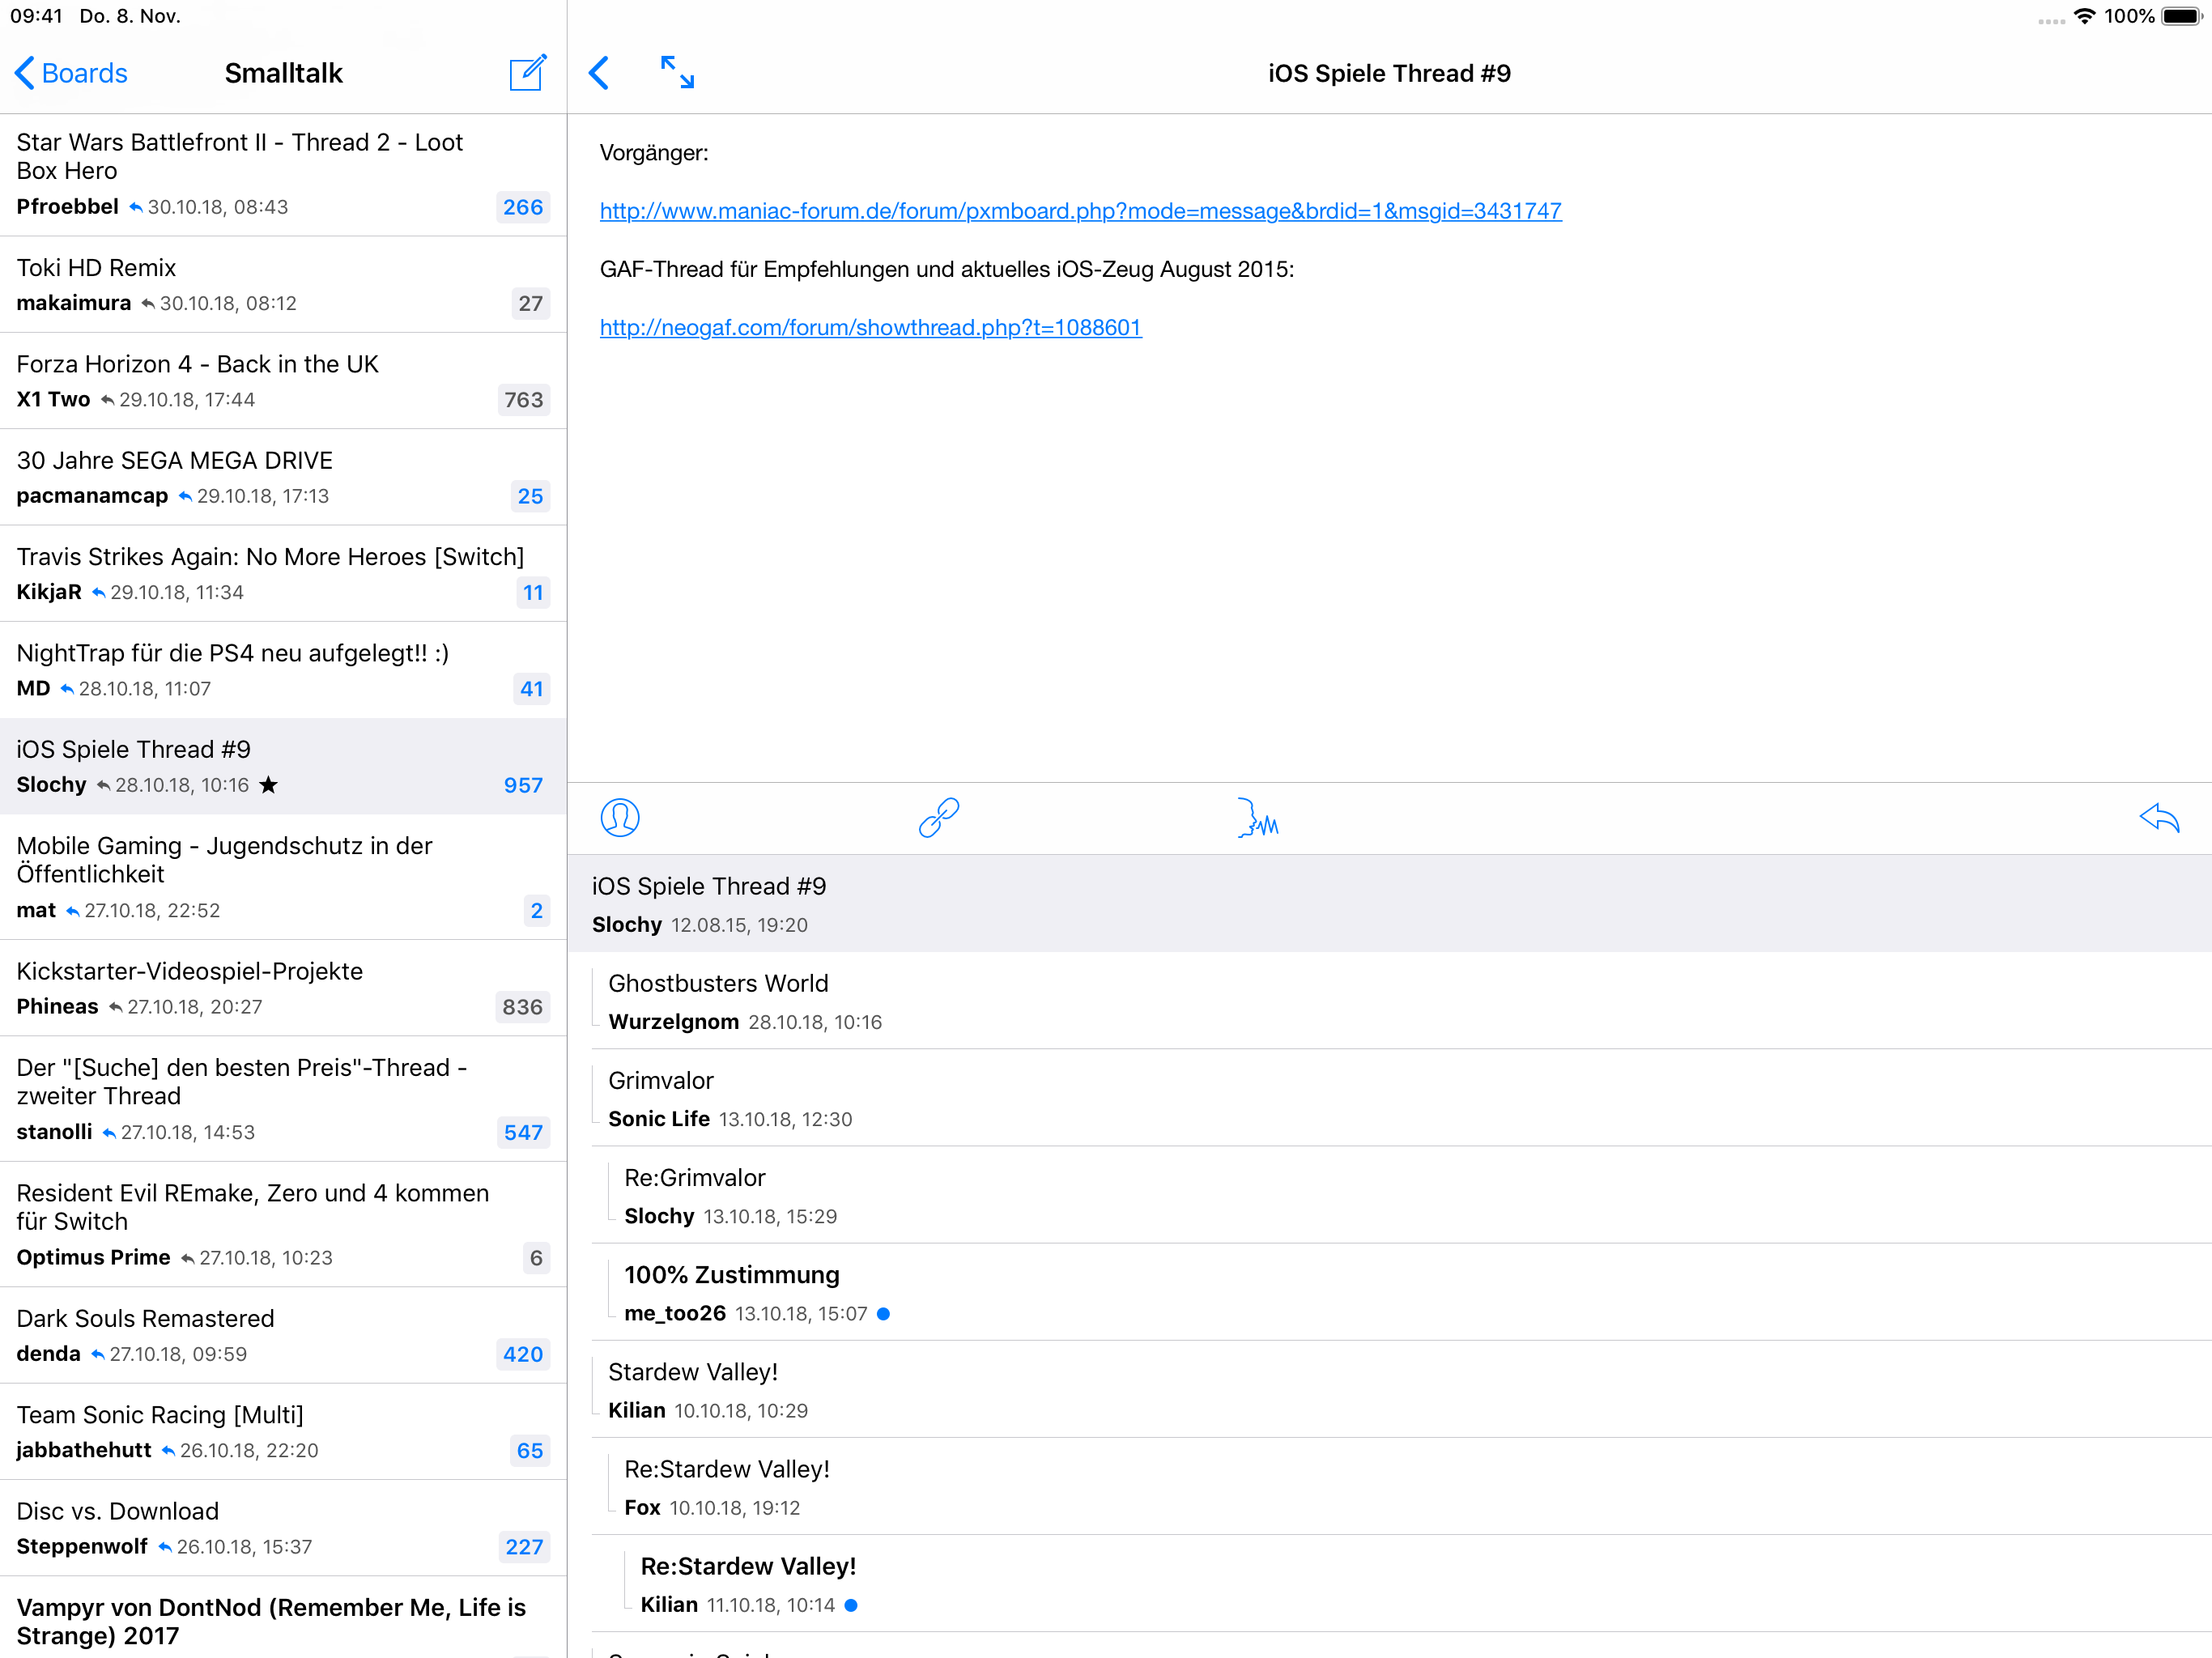 09:41 Do. 8. Nov.
100%
Boards
Smalltalk
iOS Spiele Thread #9
Star Wars Battlefront II - Thread 2 - Loot
Box Hero
Pfroebbel 30.10.18, 08:43
266
Toki HD Remix
makaimura 30.10.18, 08:12
27
Forza Horizon 4 - Back in the UK
X1 Two 29.10.18, 17:44
763
30 Jahre SEGA MEGA DRIVE
pacmanamcap 29.10.18, 17:13
25
Travis Strikes Again: No More Heroes [Switch]
KikjaR 29.10.18, 11:34
11
NightTrap für die PS4 neu aufgelegt!! :)
MD 28.10.18, 11:07
41
iOS Spiele Thread #9
Slochy 28.10.18, 10:16 ★
957
Mobile Gaming - Jugendschutz in der
Öffentlichkeit
mat 27.10.18, 22:52
2
Kickstarter-Videospiel-Projekte
Phineas 27.10.18, 20:27
836
Der "[Suche] den besten Preis"-Thread -
zweiter Thread
stanolli 27.10.18, 14:53
547
Resident Evil REmake, Zero und 4 kommen
für Switch
Optimus Prime 27.10.18, 10:23
6
Dark Souls Remastered
denda 27.10.18, 09:59
420
Team Sonic Racing [Multi]
jabbathehutt 26.10.18, 22:20
65
Disc vs. Download
Steppenwolf 26.10.18, 15:37
227
Vampyr von DontNod (Remember Me, Life is
Strange) 2017
Vorgänger:
http://www.maniac-forum.de/forum/pxmboard.php?mode=message&brdid=1&msgid=3431747
GAF-Thread für Empfehlungen und aktuelles iOS-Zeug August 2015:
http://neogaf.com/forum/showthread.php?t=1088601
iOS Spiele Thread #9
Slochy 12.08.15, 19:20
Ghostbusters World
Wurzelgnom 28.10.18, 10:16
Grimvalor
Sonic Life 13.10.18, 12:30
Re:Grimvalor
Slochy 13.10.18, 15:29
100% Zustimmung
me_too26 13.10.18, 15:07
Stardew Valley!
Kilian 10.10.18, 10:29
Re:Stardew Valley!
Fox 10.10.18, 19:12
Re:Stardew Valley!
Kilian 11.10.18, 10:14